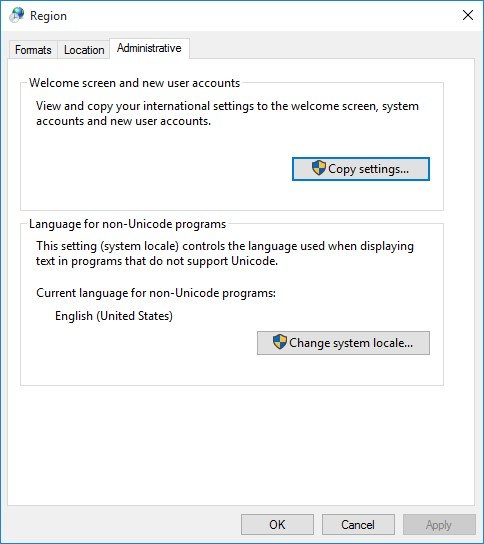 Region
Formats Location Administrative
Welcome screen and new user accounts
View and copy your international settings to the welcome screen, system
accounts and new user accounts.
Copy settings...
Language for non-Unicode programs
This setting (system locale) controls the language used when displaying
text in programs that do not support Unicode.
Current language for non-Unicode programs:
English (United States)
Change system locale...
OK Cancel Apply